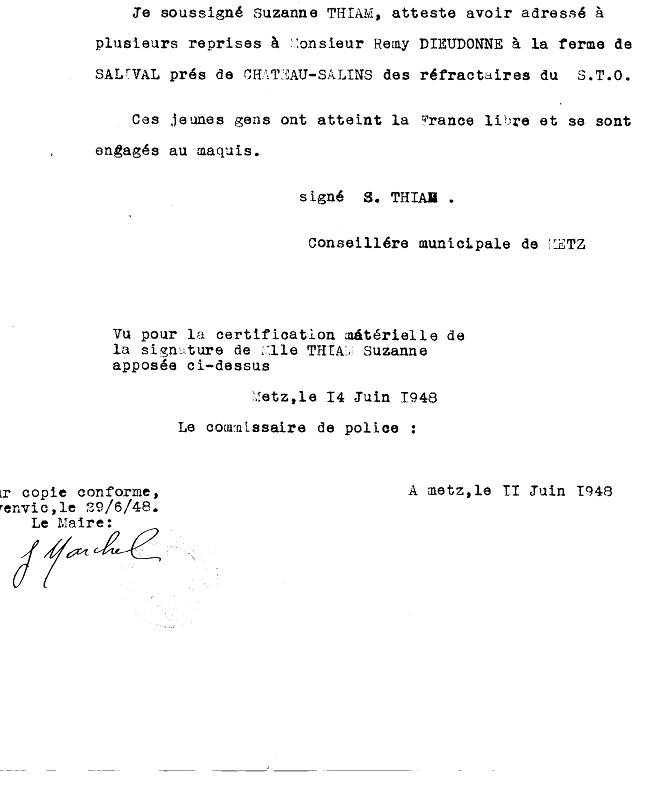 Je soussigné Suzanne THIAM, atteste avoir adressé à
plusieurs reprises à Monsieur Remy DIEUDONNE à la ferme de
SALIVAL prés de CHATEAU-SALINS des réfractaires du S.T.O.
Ces jeunes gens ont atteint la France libre et se sont
engagés au maquis.
signé S. THIAM .
Conseillére municipale de METZ
Vu pour la certification mátérielle de
la signature de Mlle THIAM Suzanne
apposée ci-dessus
Metz,le I4 Juin I948
Le commissaire de police :
A metz,le II Juin I948
ur copie conforme,
yenvic,le 29/6/48.
Le Maire:
J Marchal